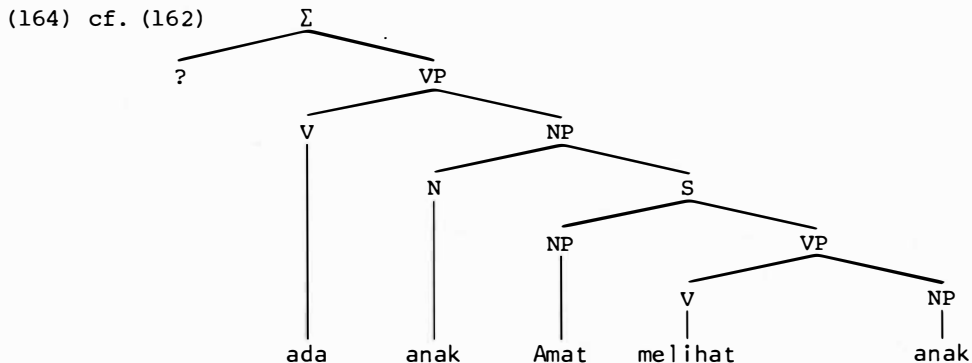 (164) cf. (162) Σ
? VP
V NP
N S
NP VP
V NP
ada anak Amat melihat anak